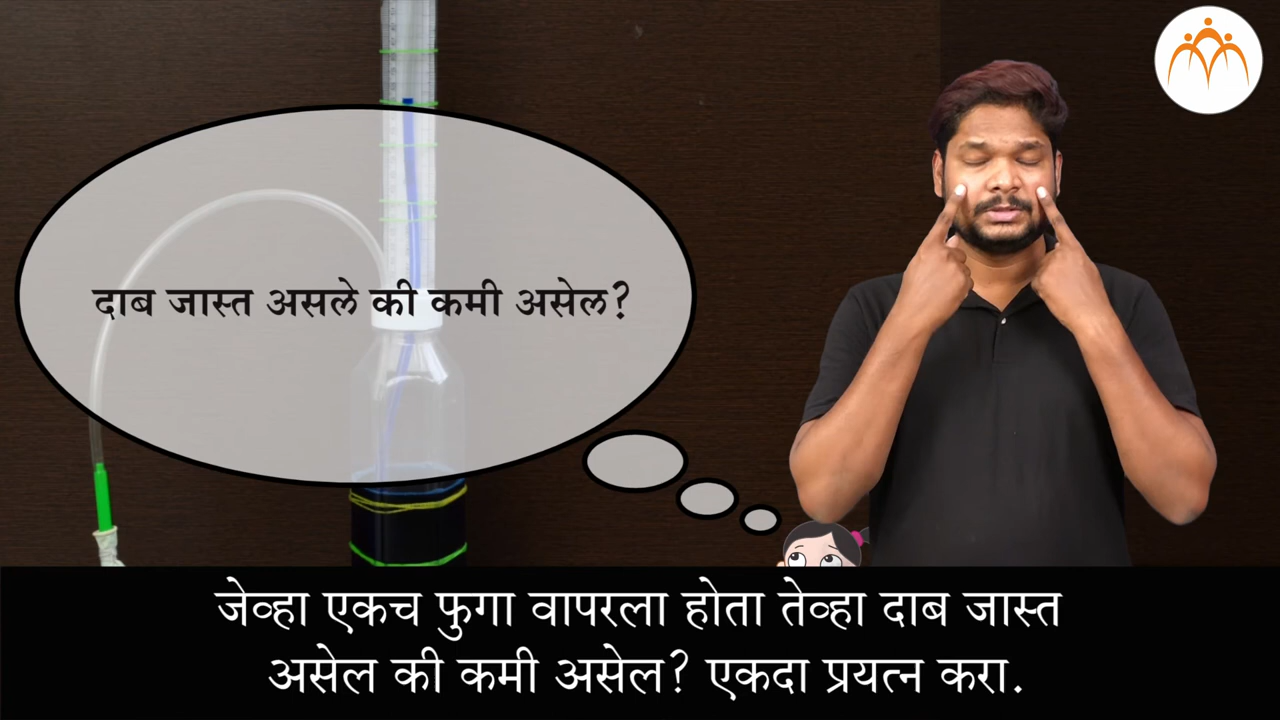 दाब जास्त असले की कमी असेल?
जेव्हा एकच फुगा वापरला होता तेव्हा दाब जास्त
असेल की कमी असेल? एकदा प्रयत्न करा.